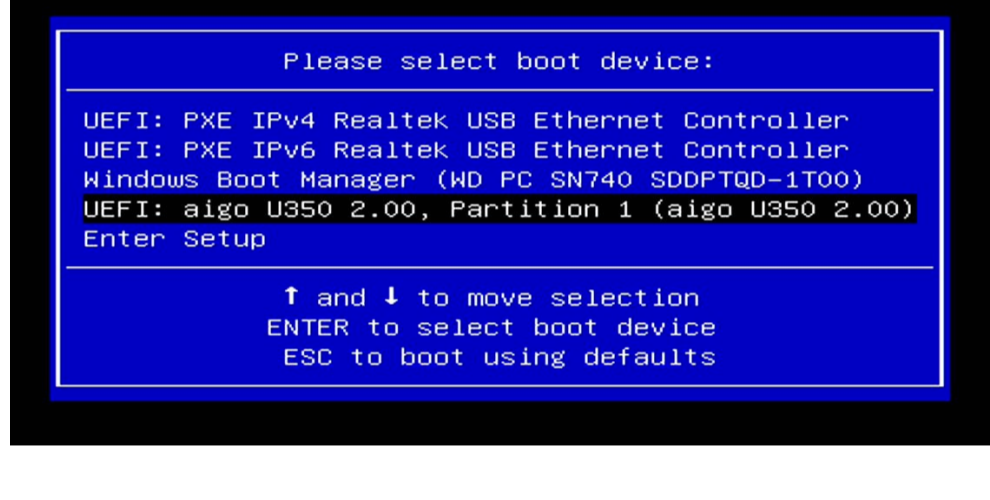 Please select boot device:
UEFI: PXE IPv4 Realtek USB Ethernet Controller
UEFI: PXE IPv6 Realtek USB Ethernet Controller
Windows Boot Manager (WD PC SN740 SDDPTQD-1T00)
UEFI: aigo U350 2.00, Partition 1 (aigo U350 2.00)
Enter Setup
↑ and ↓ to move selection
ENTER to select boot device
ESC to boot using defaults